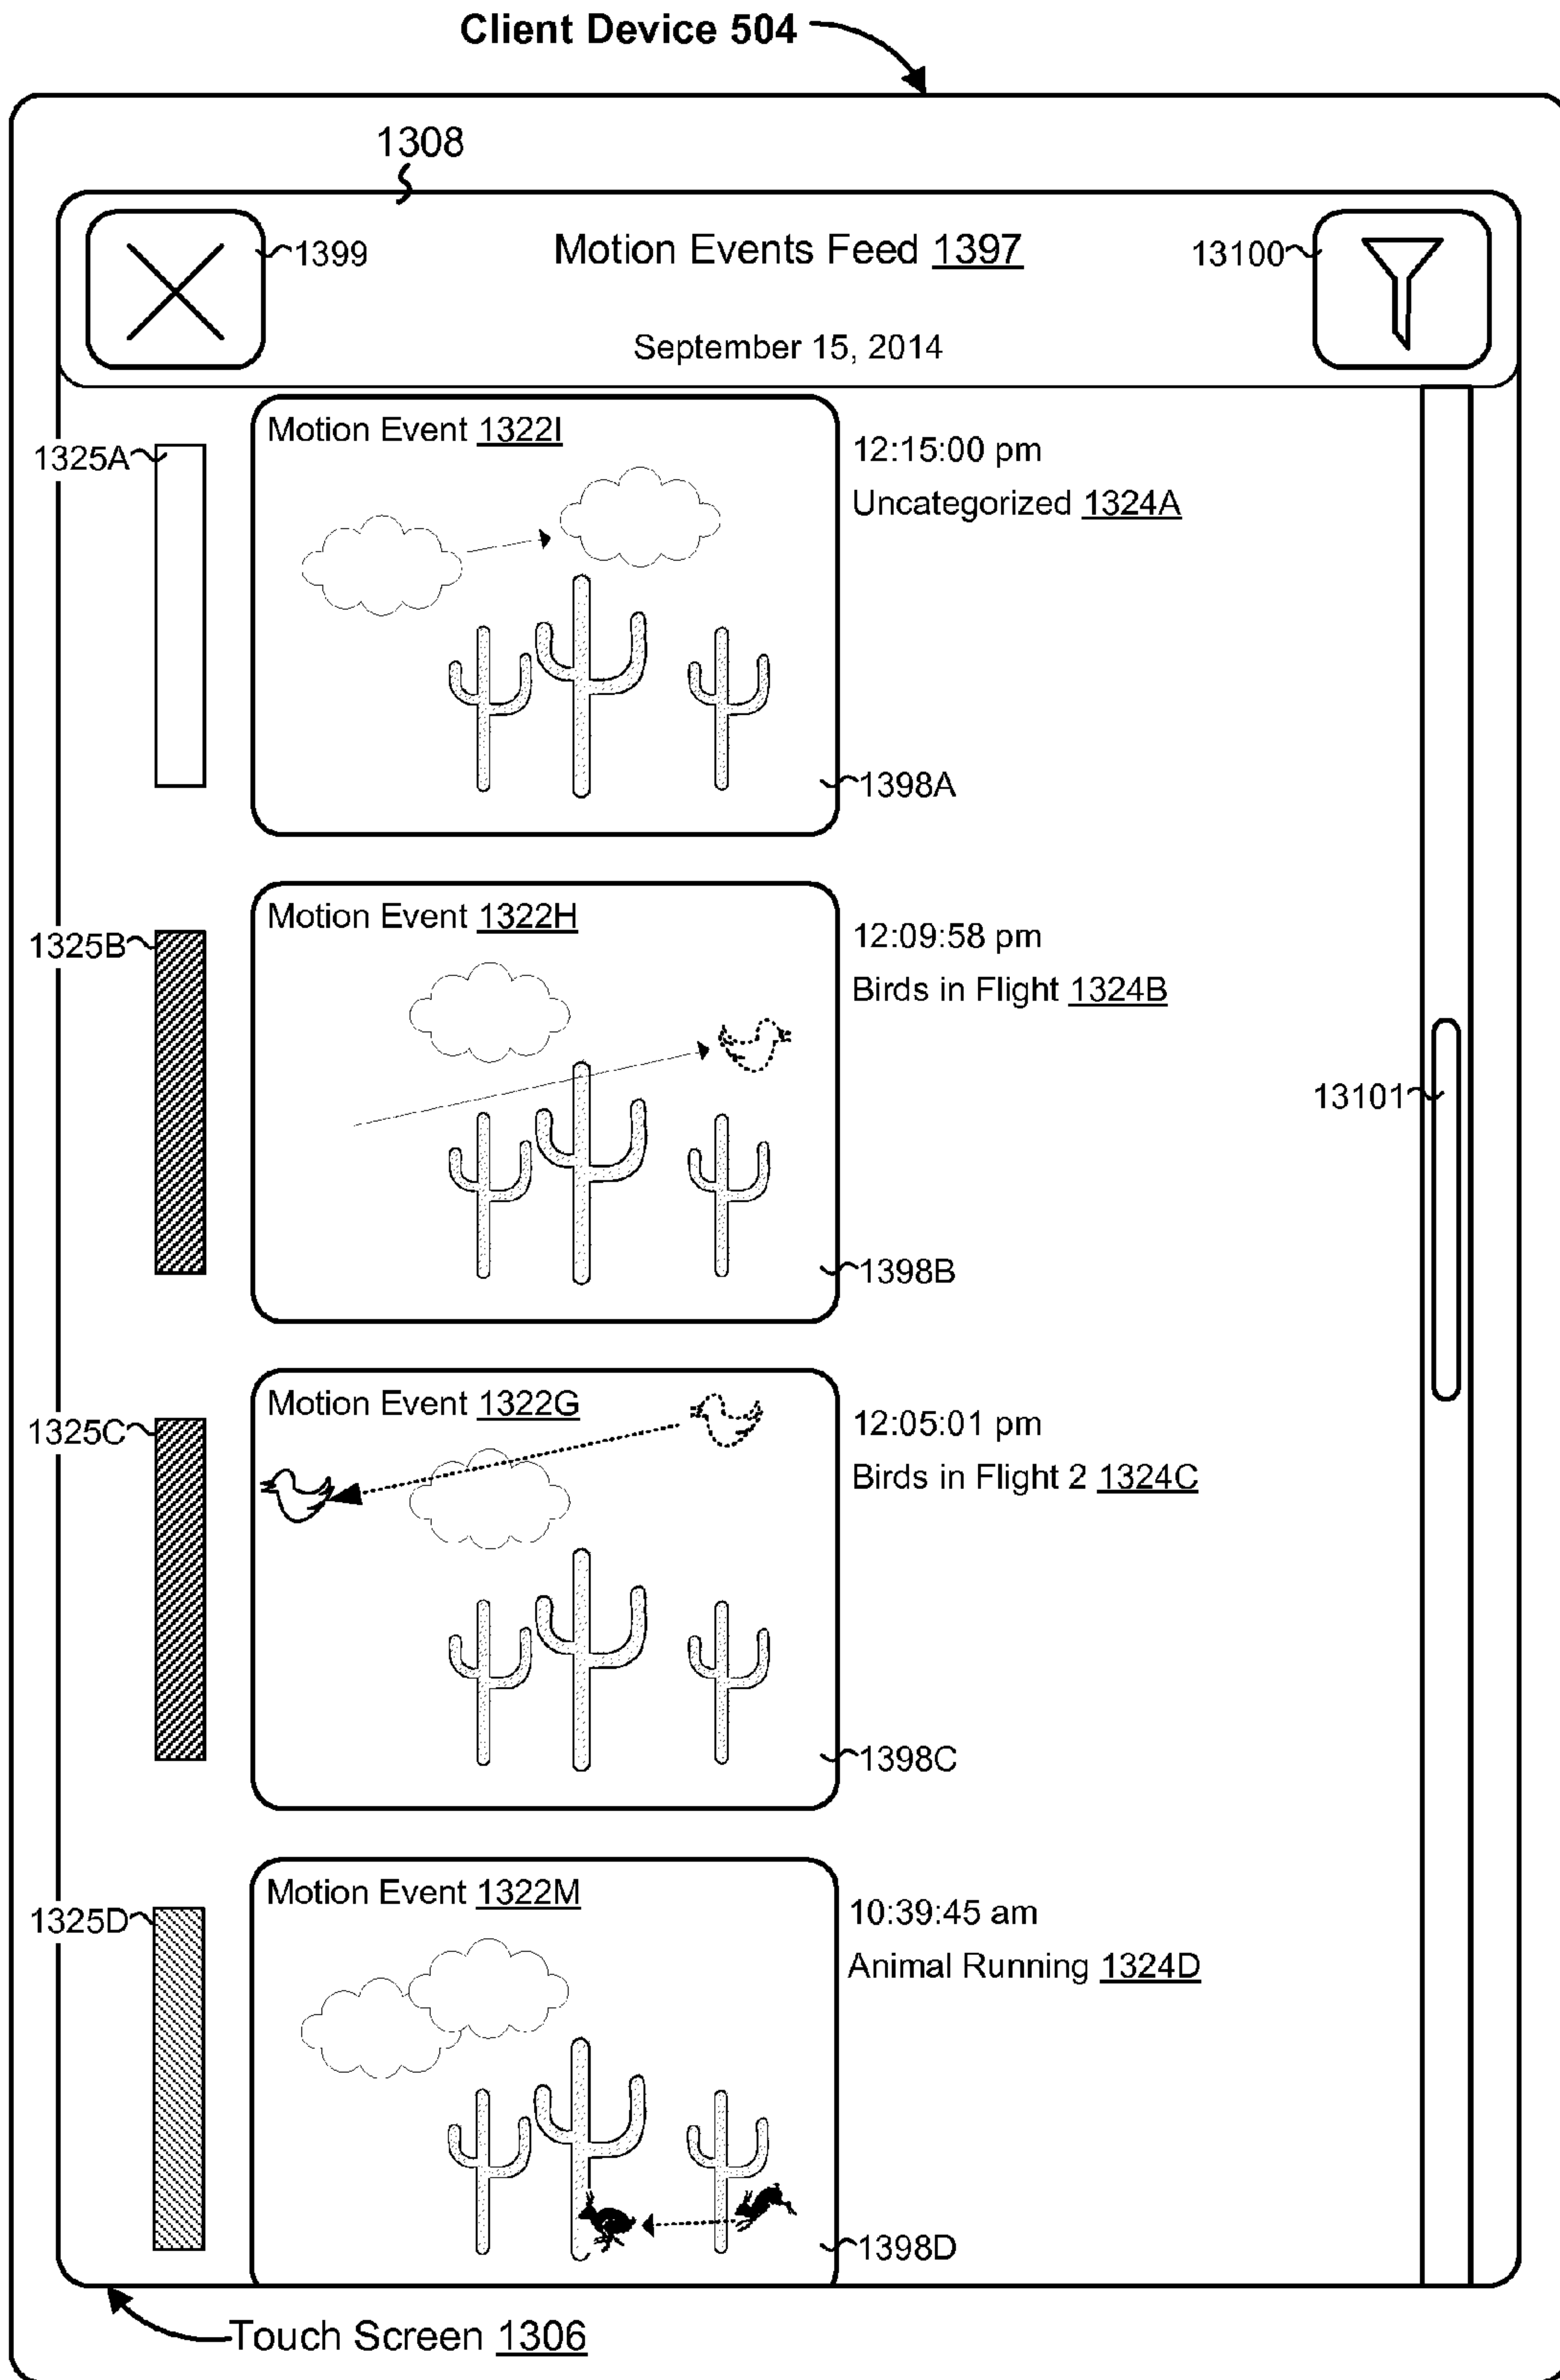 Client Device 504
1308
1399
Motion Events Feed 1397
13100
September 15, 2014
Motion Event 1322I
1325A
12:15:00 pm
Uncategorized 1324A
1398A
Motion Event 1322H
1325B
12:09:58 pm
Birds in Flight 1324B
13101
1398B
Motion Event 1322G
1325C
12:05:01 pm
Birds in Flight 2 1324C
1398C
Motion Event 1322M
1325D
10:39:45 am
Animal Running 1324D
1398D
Touch Screen 1306